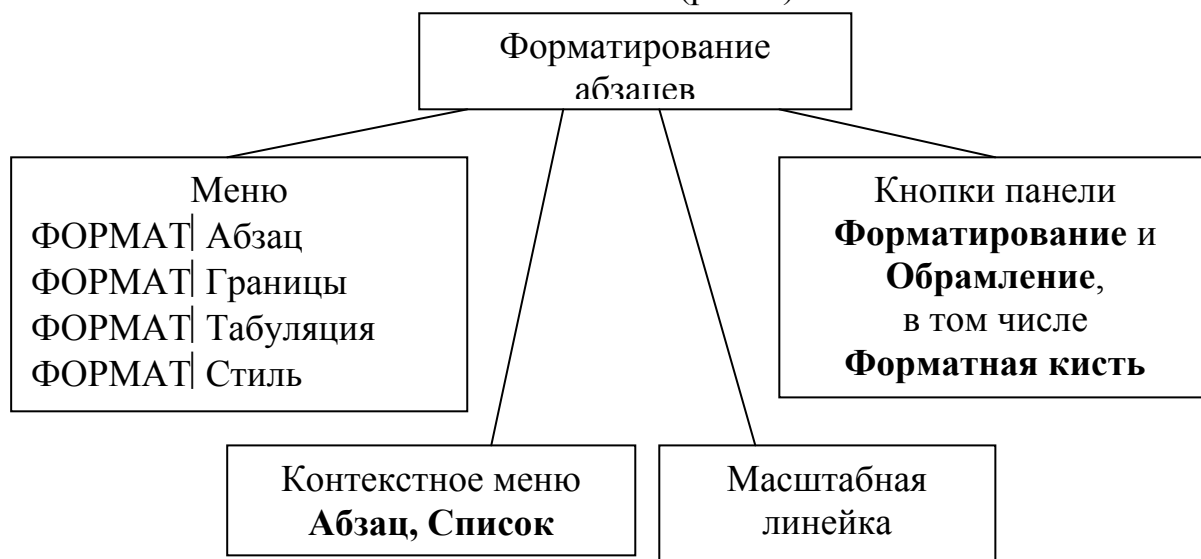 Форматирование
абзацев
Меню
ФОРМАТ| Абзац
ФОРМАТ| Границы
ФОРМАТ| Табуляция
ФОРМАТ| Стиль
Кнопки панели
Форматирование и
Обрамление,
в том числе
Форматная кисть
Контекстное меню
Абзац, Список
Масштабная
линейка